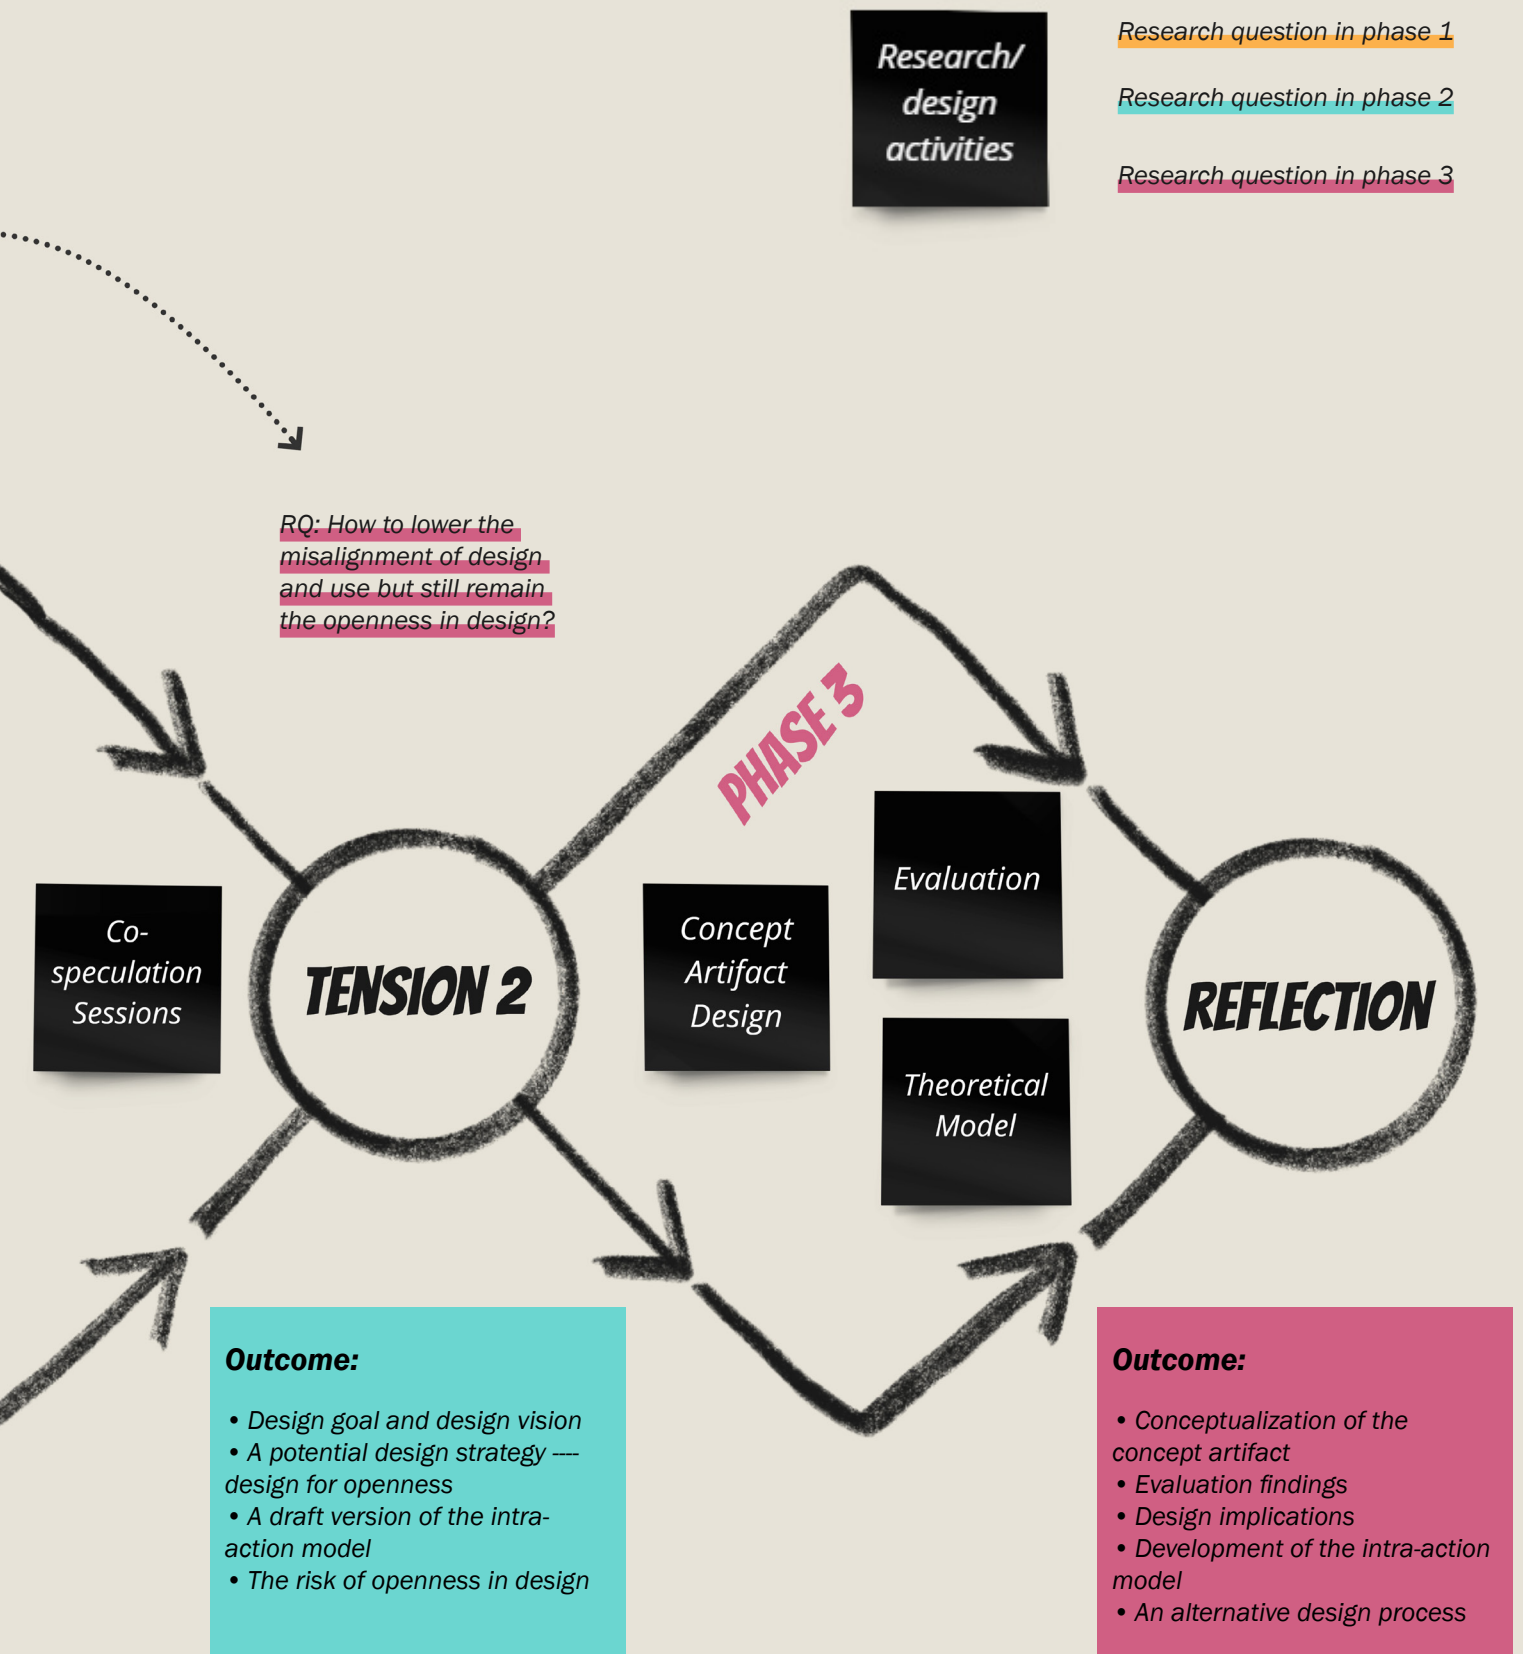 Research/
design
activities
Research question in phase 1
Research question in phase 2
Research question in phase 3
RQ: How to lower the
misalignment of design
and use but still remain
the openness in design?
PHASE 3
Co-
speculation
Sessions
TENSION 2
Concept
Artifact
Design
Evaluation
Theoretical
Model
REFLECTION
Outcome:
• Design goal and design vision
• A potential design strategy ----
design for openness
• A draft version of the intra-
action model
• The risk of openness in design
Outcome:
• Conceptualization of the
concept artifact
• Evaluation findings
• Design implications
• Development of the intra-action
model
• An alternative design process